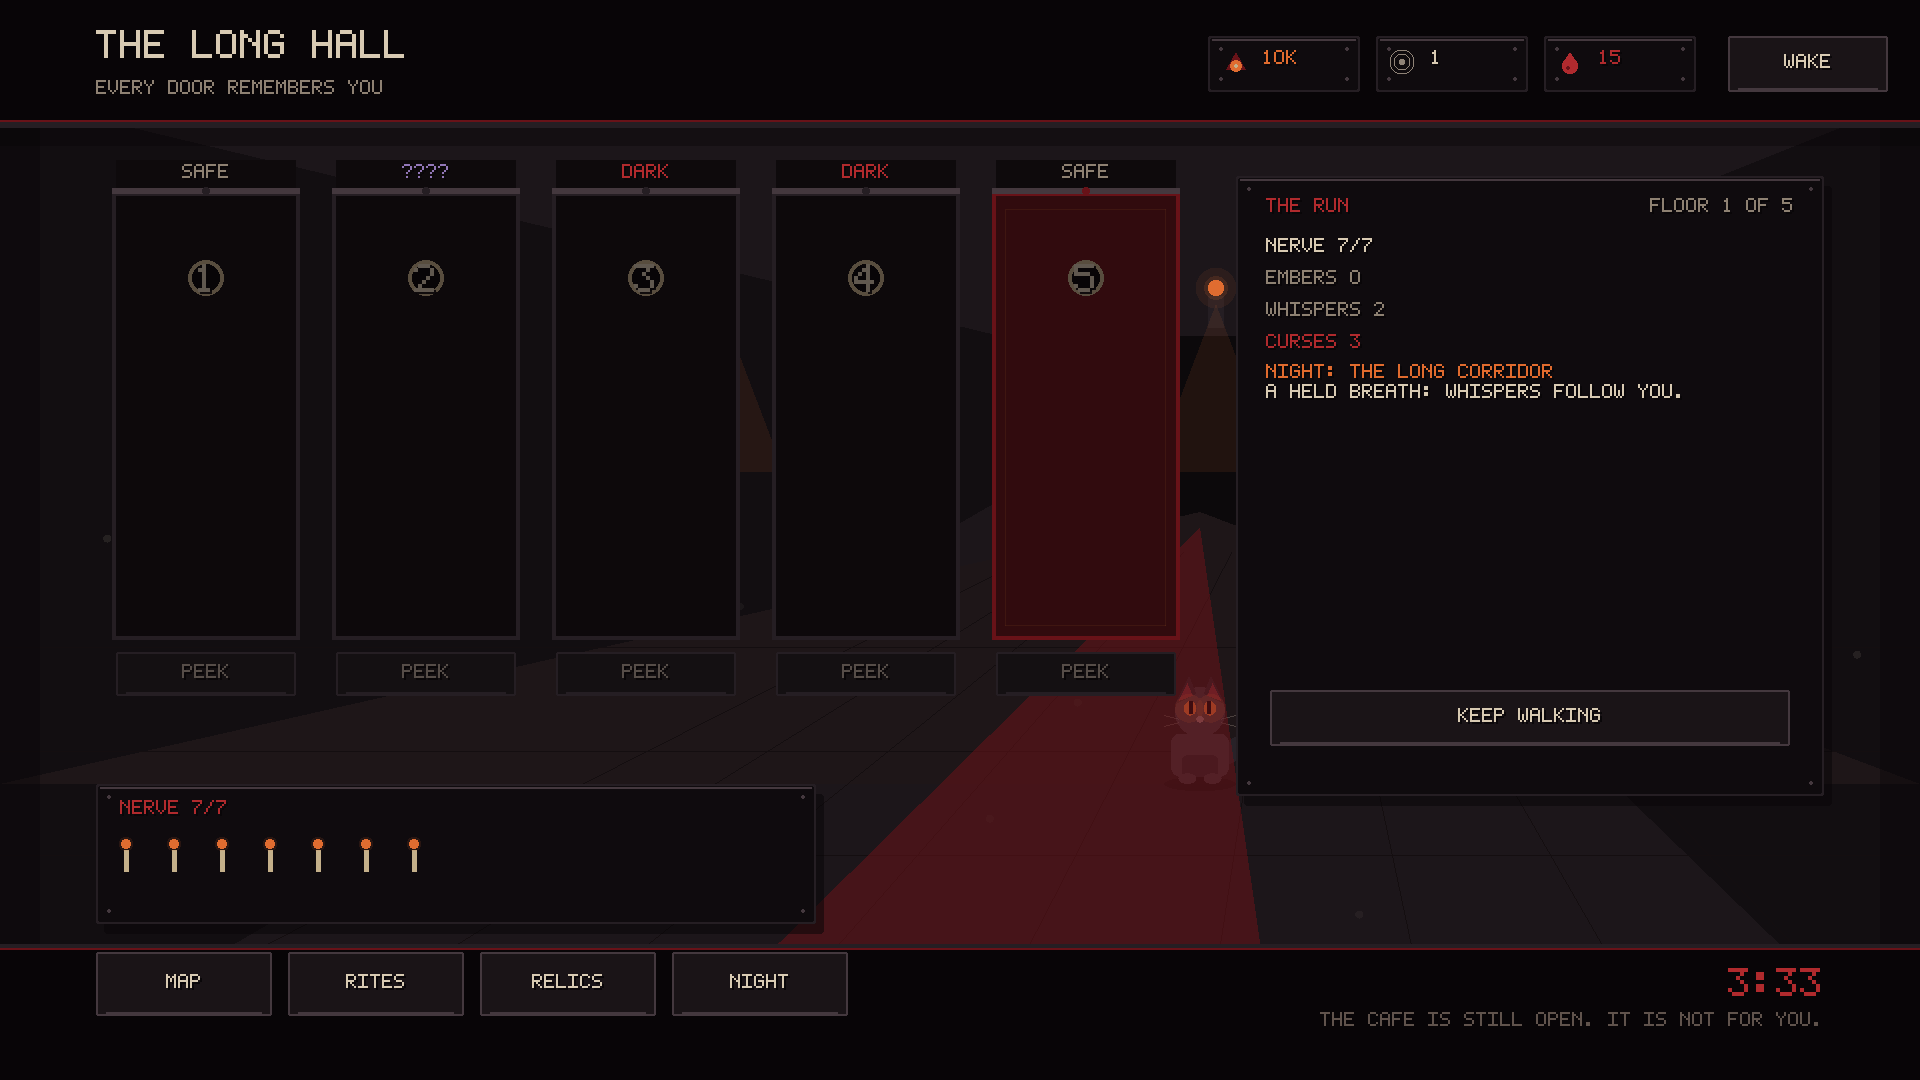 THE LONG HALL
EVERY DOOR REMEMBERS YOU
10K
1
15
WAKE
SAFE
????
DARK
DARK
SAFE
1
2
3
4
5
PEEK
PEEK
PEEK
PEEK
PEEK
THE RUN
FLOOR 1 OF 5
NERVE 7/7
EMBERS 0
WHISPERS 2
CURSES 3
NIGHT: THE LONG CORRIDOR
A HELD BREATH: WHISPERS FOLLOW YOU.
KEEP WALKING
NERVE 7/7
MAP
RITES
RELICS
NIGHT
3:33
THE CAFE IS STILL OPEN. IT IS NOT FOR YOU.